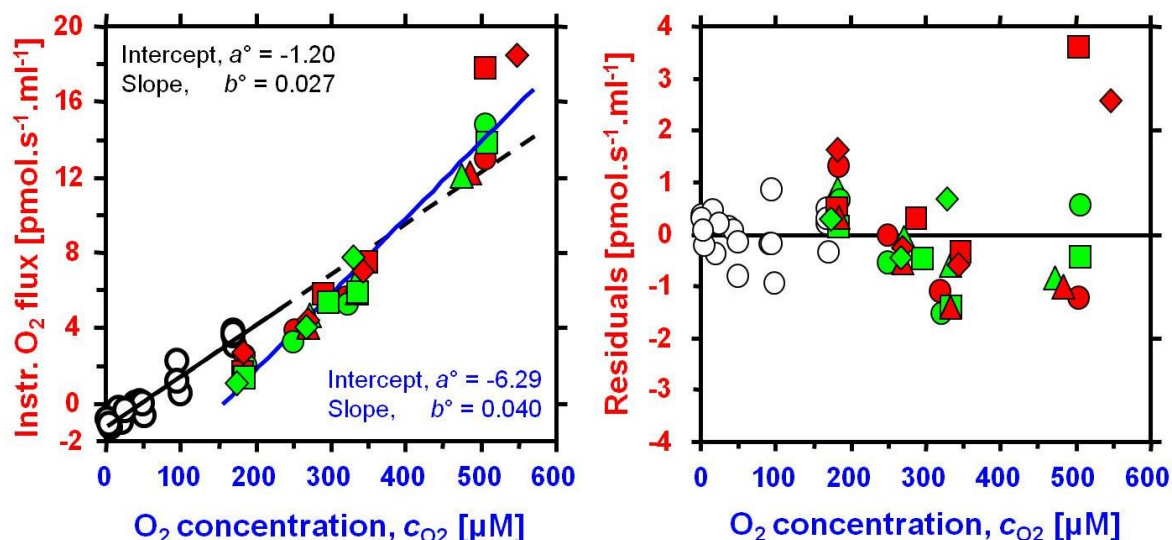 Instr. O2 flux [pmol.s-1.ml-1]
20
16
12
8
4
0
-2
-4
Intercept, a° = -1.20
Slope, b° = 0.027
Intercept, a° = -6.29
Slope, b° = 0.040
0 100 200 300 400 500 600
O2 concentration, cO2 [µM]
Residuals [pmol.s-1.ml-1]
4
3
2
1
0
-1
-2
-3
-4
0 100 200 300 400 500 600
O2 concentration, cO2 [µM]